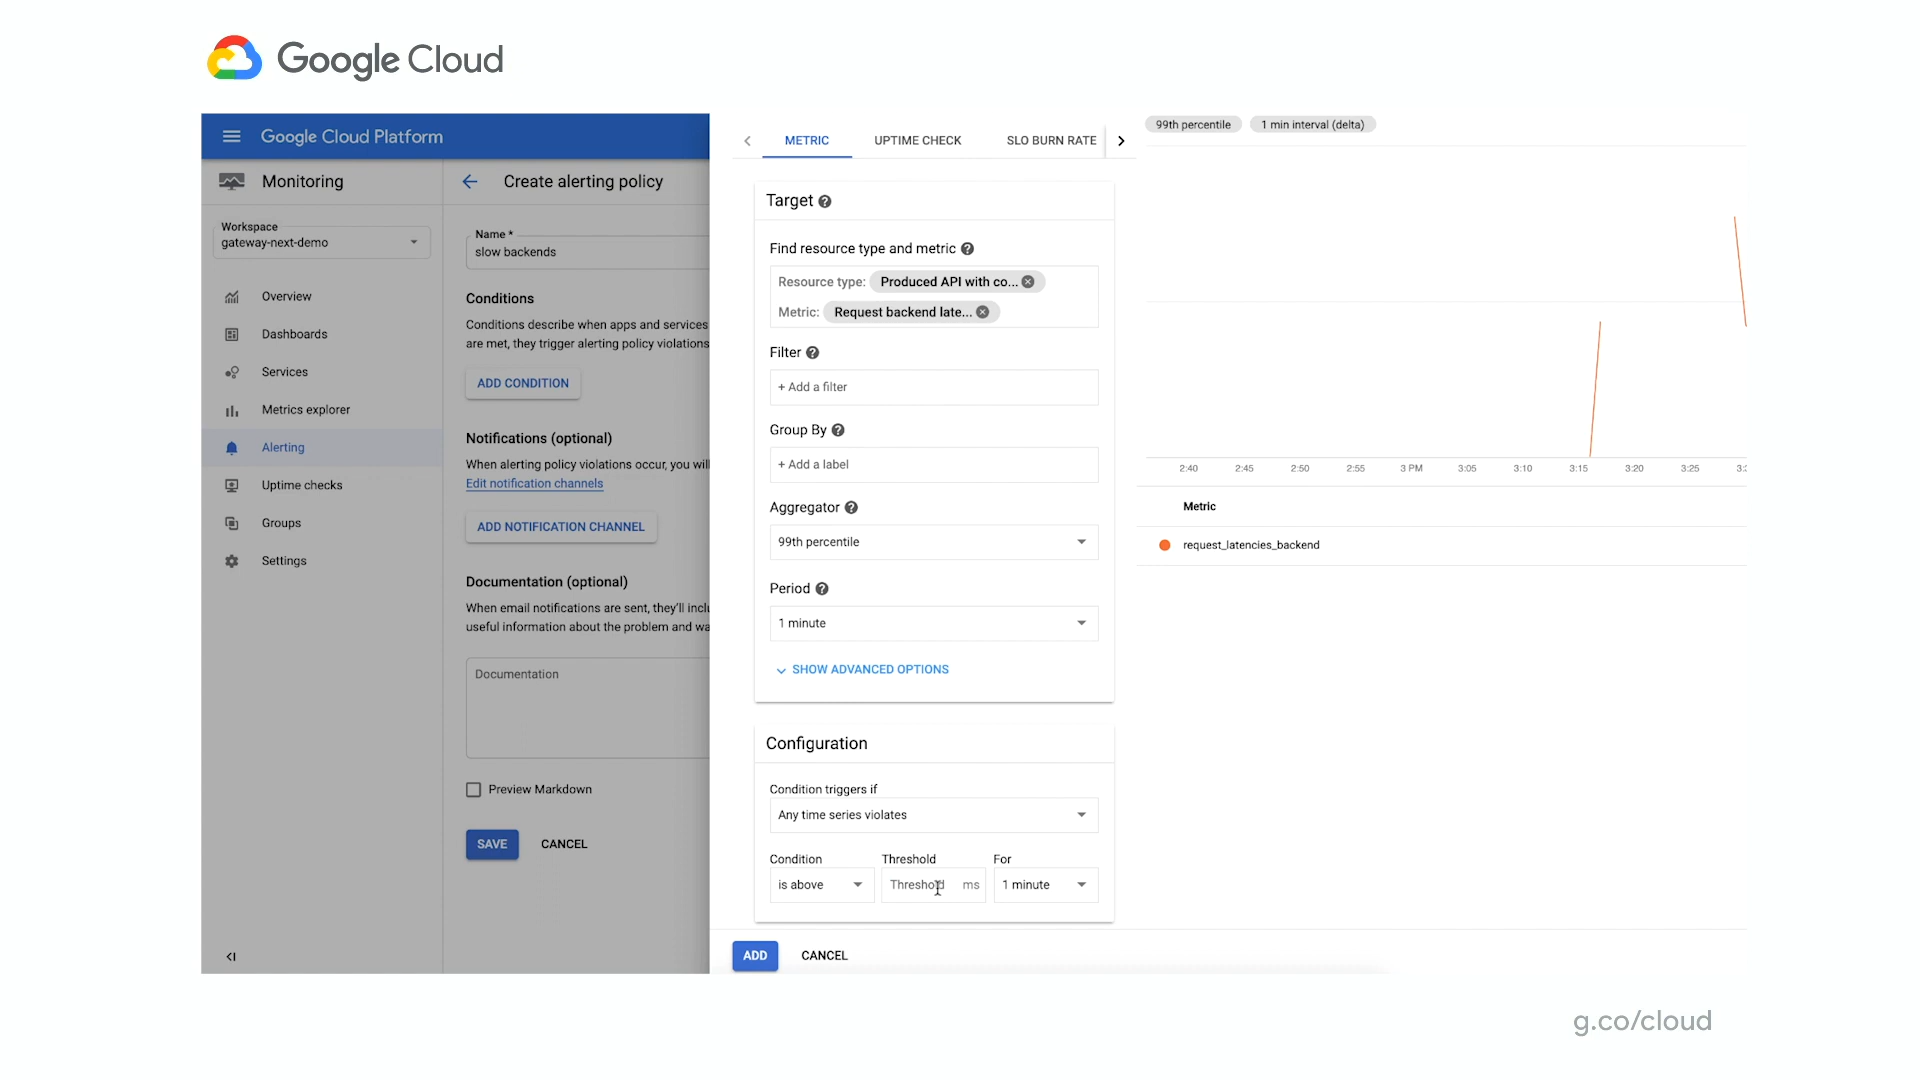 Google Cloud
Google Cloud Platform
Monitoring
Workspace
gateway-next-demo
Overview
Dashboards
Services
Metrics explorer
Alerting
Uptime checks
Groups
Settings
Create alerting policy
Name *
slow backends
Conditions
Conditions describe when apps and services
are met, they trigger alerting policy violations
ADD CONDITION
Notifications (optional)
When alerting policy violations occur, you will
Edit notification channels
ADD NOTIFICATION CHANNEL
Documentation (optional)
When email notifications are sent, they'll
useful information about the problem and
Documentation
Preview Markdown
SAVE CANCEL
METRIC UPTIME CHECK SLO BURN RATE
Target
Find resource type and metric
Resource type: Produced API with co...
Metric: Request backend late...
Filter
+ Add a filter
Group By
+ Add a label
Aggregator
99th percentile
Period
1 minute
SHOW ADVANCED OPTIONS
Configuration
Condition triggers if
Any time series violates
Condition Threshold For
is above Threshold ms 1 minute
ADD CANCEL
99th percentile 1 min interval (delta)
2:40 2:45 2:50 2:55 3 PM 3:05 3:10 3:15 3:20 3:25
Metric
request_latencies_backend
g.co/cloud